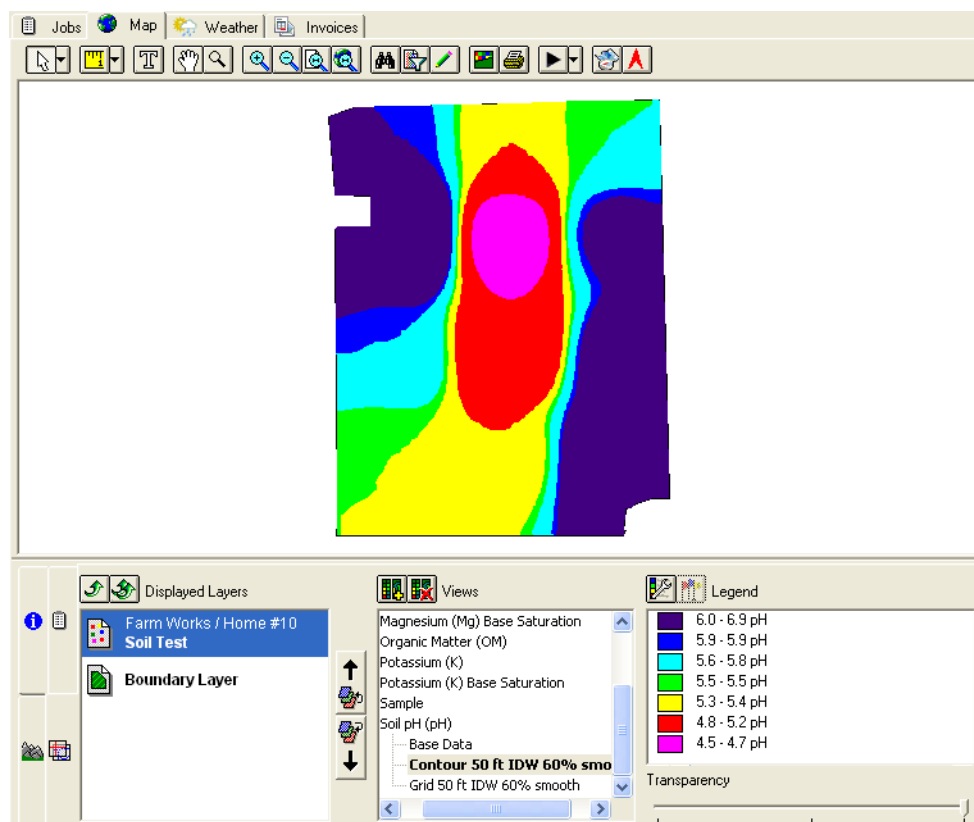 Jobs Map Weather Invoices
T
Displayed Layers
Farm Works / Home #10
Soil Test
Boundary Layer
Views
Magnesium (Mg) Base Saturation
Organic Matter (OM)
Potassium (K)
Potassium (K) Base Saturation
Sample
Soil pH (pH)
Base Data
Contour 50 ft IDW 60% smo
Grid 50 ft IDW 60% smooth
Legend
6.0 - 6.9 pH
5.9 - 5.9 pH
5.6 - 5.8 pH
5.5 - 5.5 pH
5.3 - 5.4 pH
4.8 - 5.2 pH
4.5 - 4.7 pH
Transparency